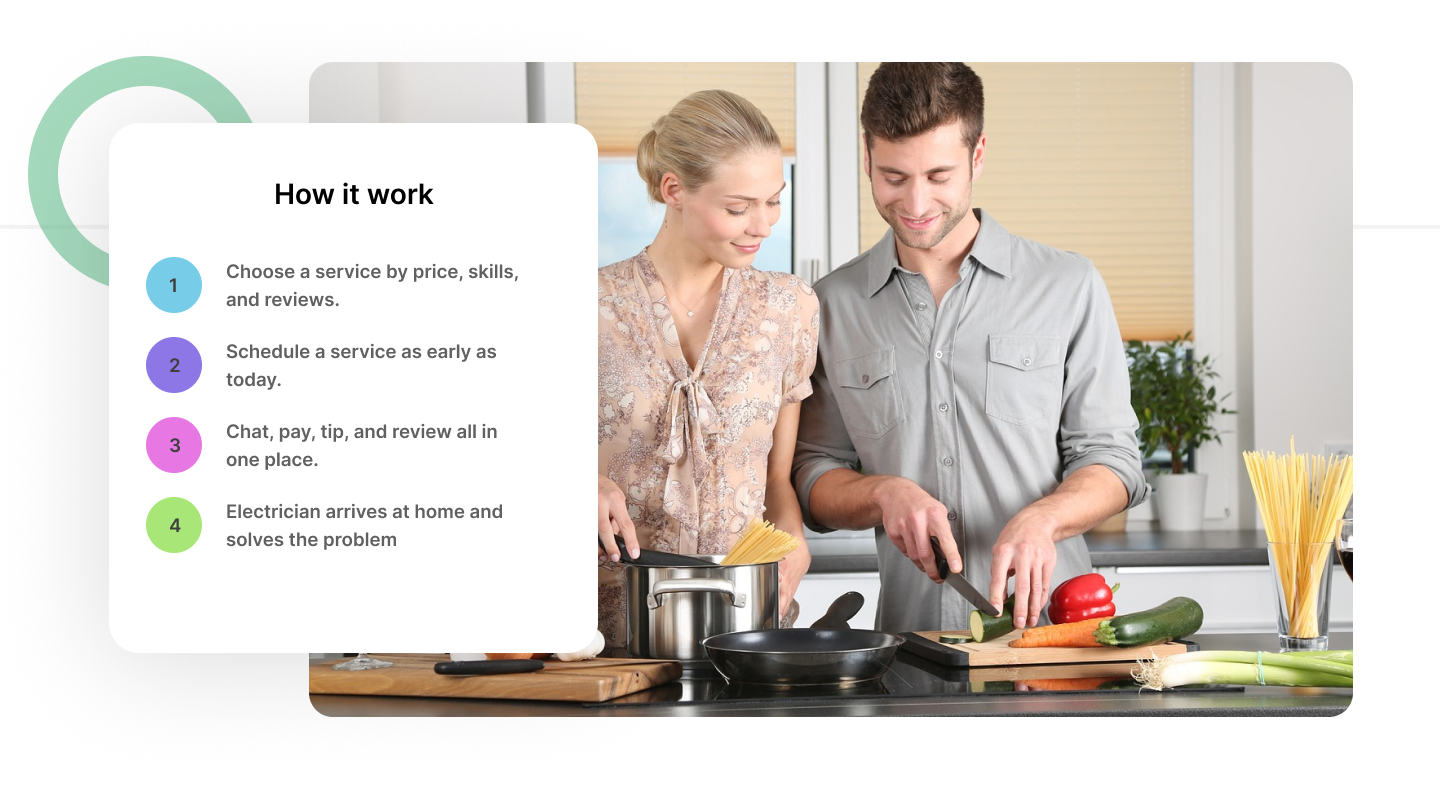 How it work
1
Choose a service by price, skills,
and reviews.
2
Schedule a service as early as
today.
3
Chat, pay, tip, and review all in
one place.
4
Electrician arrives at home and
solves the problem